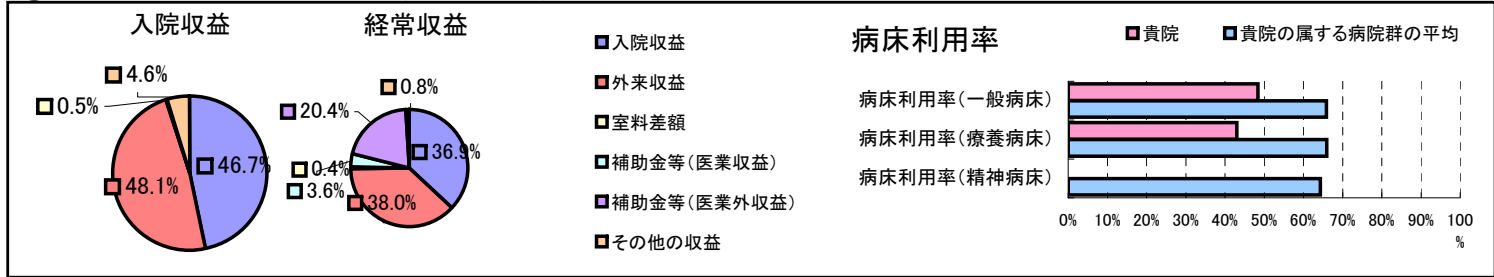 入院収益
4.6%
0.5%
46.7%
48.1%
経常収益
0.8%
20.4%
36.9%
0.4%
3.6%
38.0%
入院収益
外来収益
室料差額
補助金等(医業収益)
補助金等(医業外収益)
その他の収益
病床利用率
貴院 貴院の属する病院群の平均
病床利用率(一般病床)
病床利用率(療養病床)
病床利用率(精神病床)
0% 10% 20% 30% 40% 50% 60% 70% 80% 90% 100
%